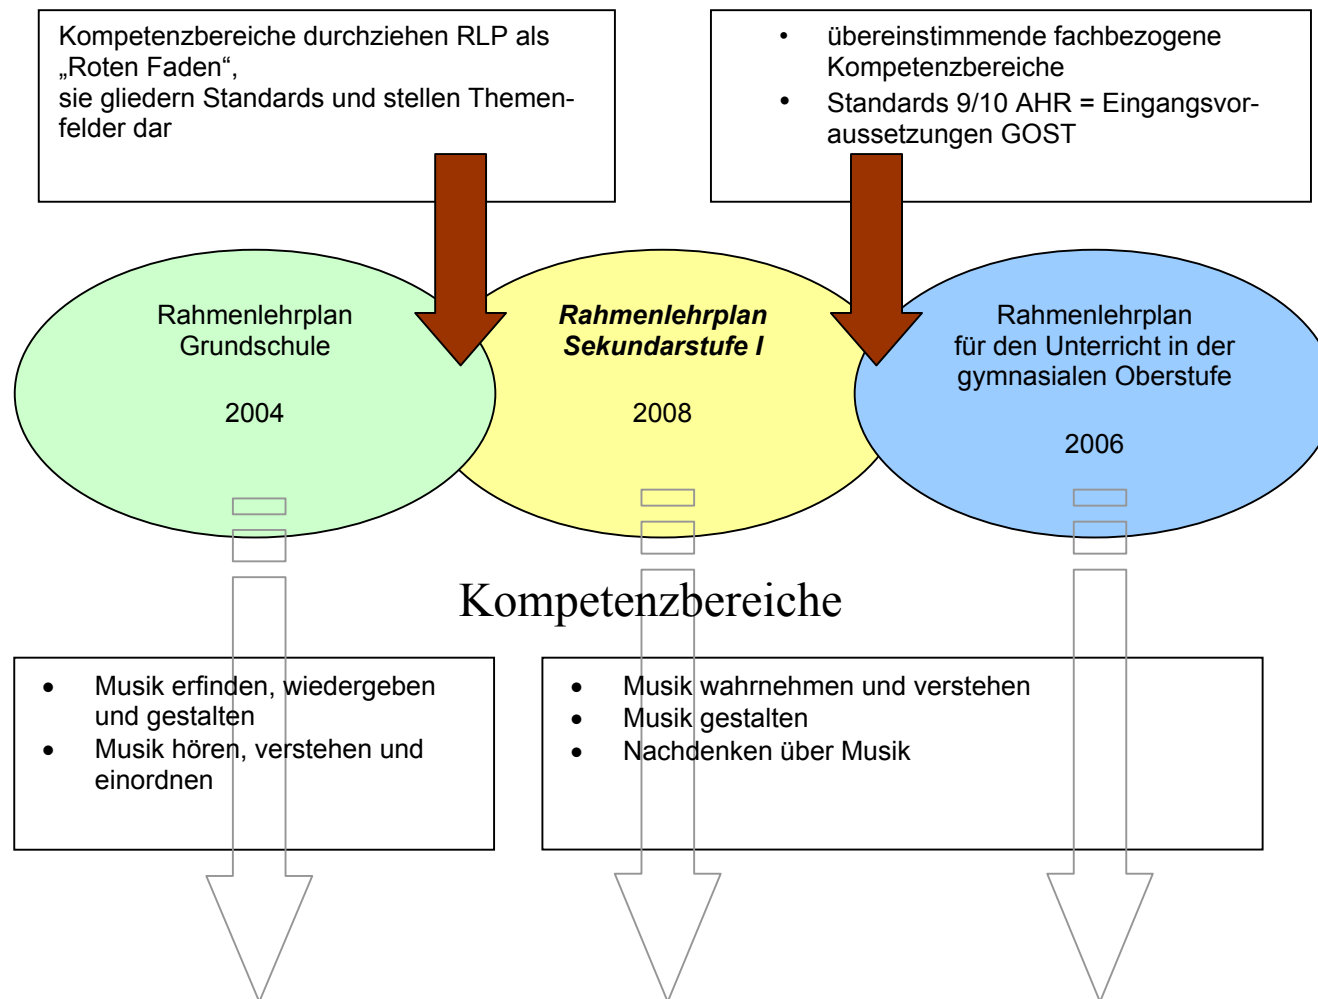 Kompetenzbereiche durchziehen RLP als
„Roten Faden“,
sie gliedern Standards und stellen Themen-
felder dar
• übereinstimmende fachbezogene
Kompetenzbereiche
• Standards 9/10 AHR = Eingangsvor-
aussetzungen GOST
Rahmenlehrplan
Grundschule
2004
Rahmenlehrplan
Sekundarstufe I
2008
Rahmenlehrplan
für den Unterricht in der
gymnasialen Oberstufe
2006
Kompetenzbereiche
• Musik erfinden, wiedergeben
und gestalten
• Musik hören, verstehen und
einordnen
• Musik wahrnehmen und verstehen
• Musik gestalten
• Nachdenken über Musik